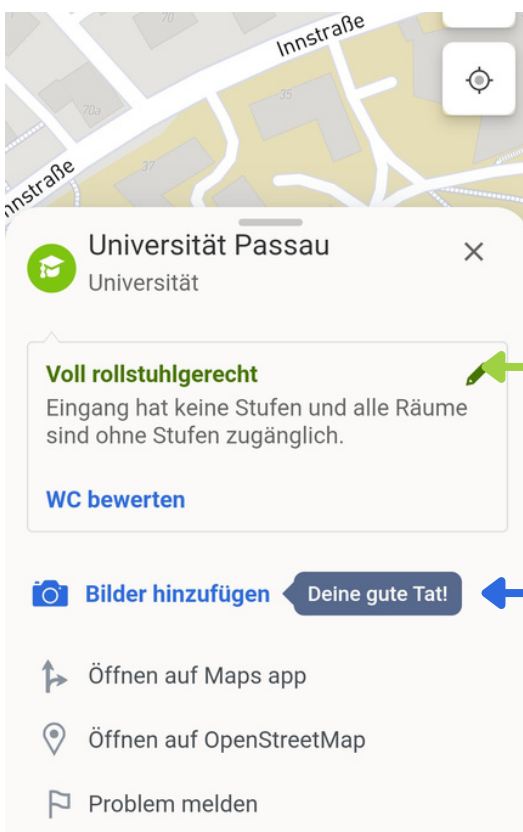 70
Innstraße
70a
35
37
Innstraße
Universität Passau
Universität
Voll rollstuhlgerecht
Eingang hat keine Stufen und alle Räume
sind ohne Stufen zugänglich.
WC bewerten
Bilder hinzufügen Deine gute Tat!
Öffnen auf Maps app
Öffnen auf OpenStreetMap
Problem melden